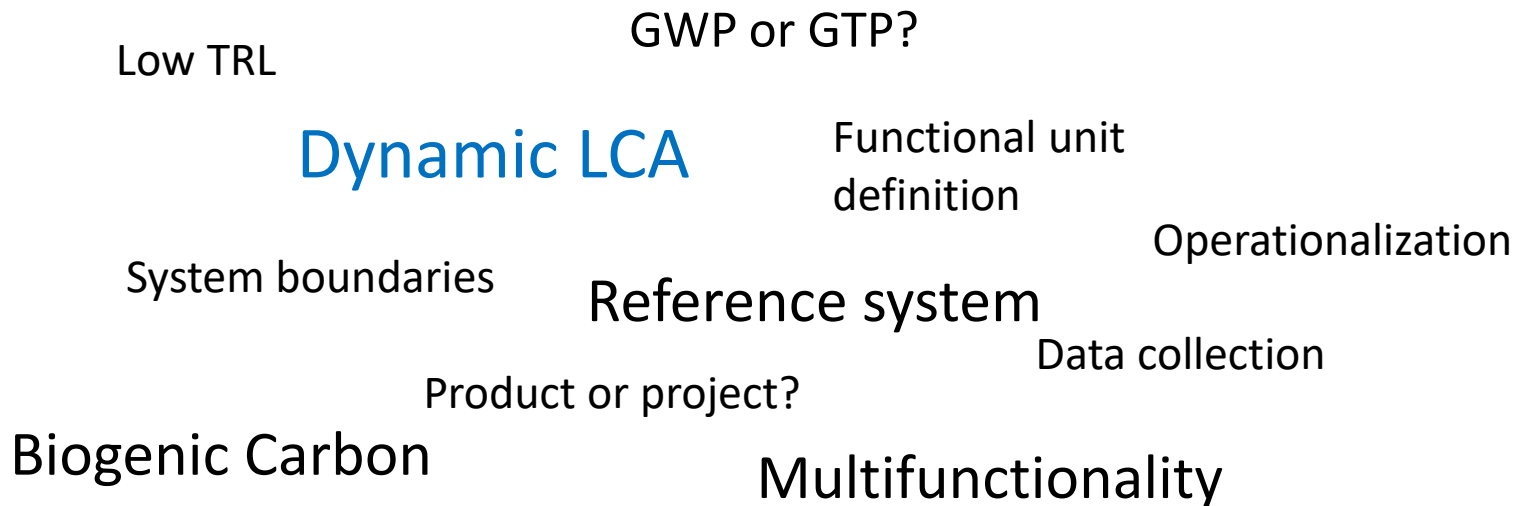 GWP or GTP?
Low TRL
Dynamic LCA
Functional unit
definition
Operationalization
System boundaries
Reference system
Data collection
Product or project?
Biogenic Carbon
Multifunctionality